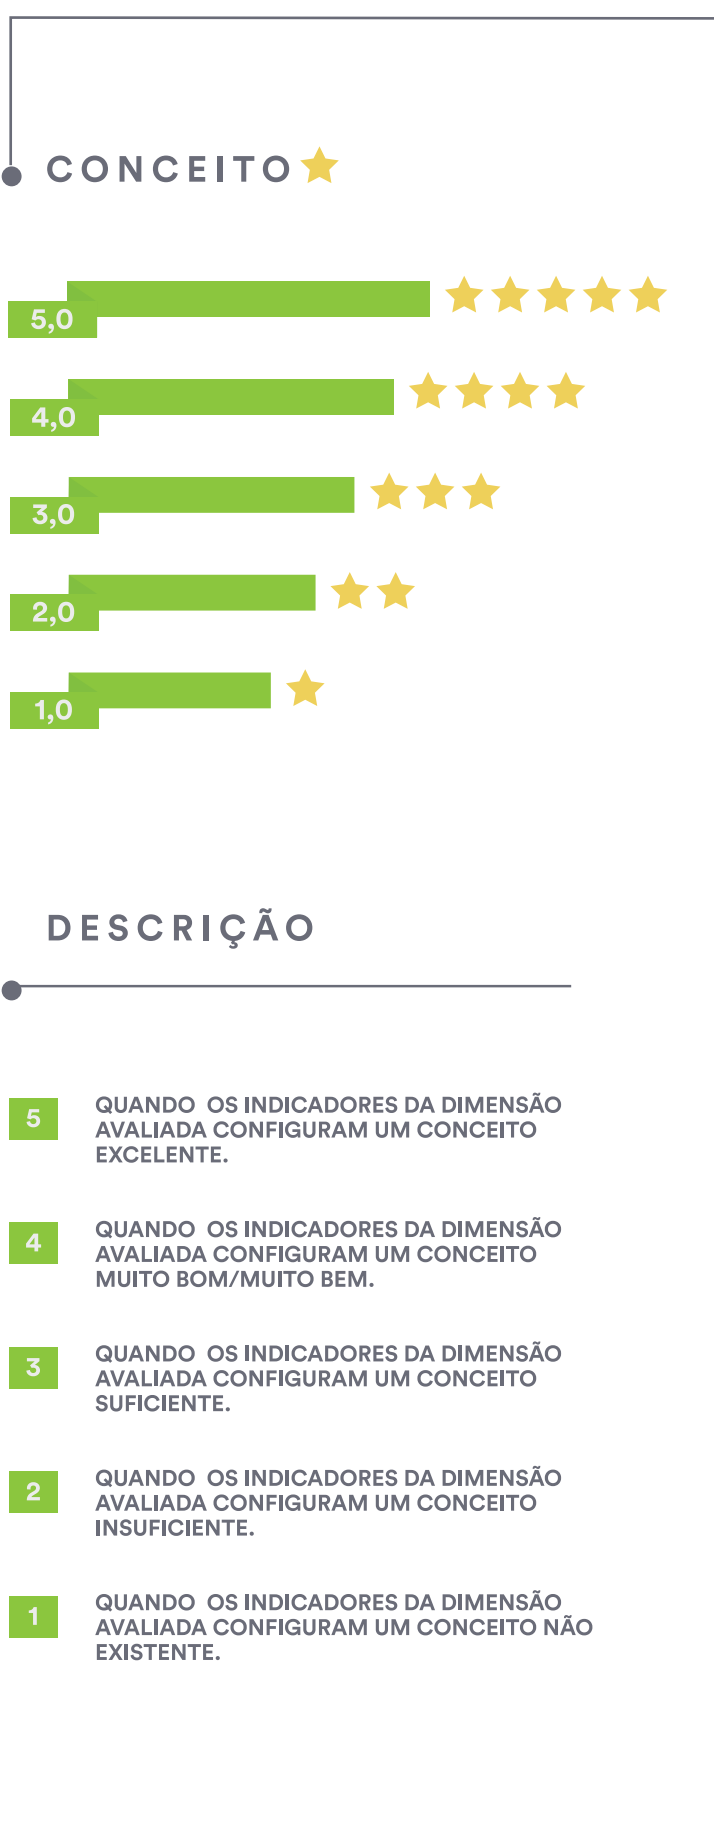 CONCEITO
5,0
4,0
3,0
2,0
1,0
DESCRIÇÃO
5
QUANDO OS INDICADORES DA DIMENSÃO
AVALIADA CONFIGURAM UM CONCEITO
EXCELENTE.
4
QUANDO OS INDICADORES DA DIMENSÃO
AVALIADA CONFIGURAM UM CONCEITO
MUITO BOM/MUITO BEM.
3
QUANDO OS INDICADORES DA DIMENSÃO
AVALIADA CONFIGURAM UM CONCEITO
SUFICIENTE.
2
QUANDO OS INDICADORES DA DIMENSÃO
AVALIADA CONFIGURAM UM CONCEITO
INSUFICIENTE.
1
QUANDO OS INDICADORES DA DIMENSÃO
AVALIADA CONFIGURAM UM CONCEITO NÃO
EXISTENTE.